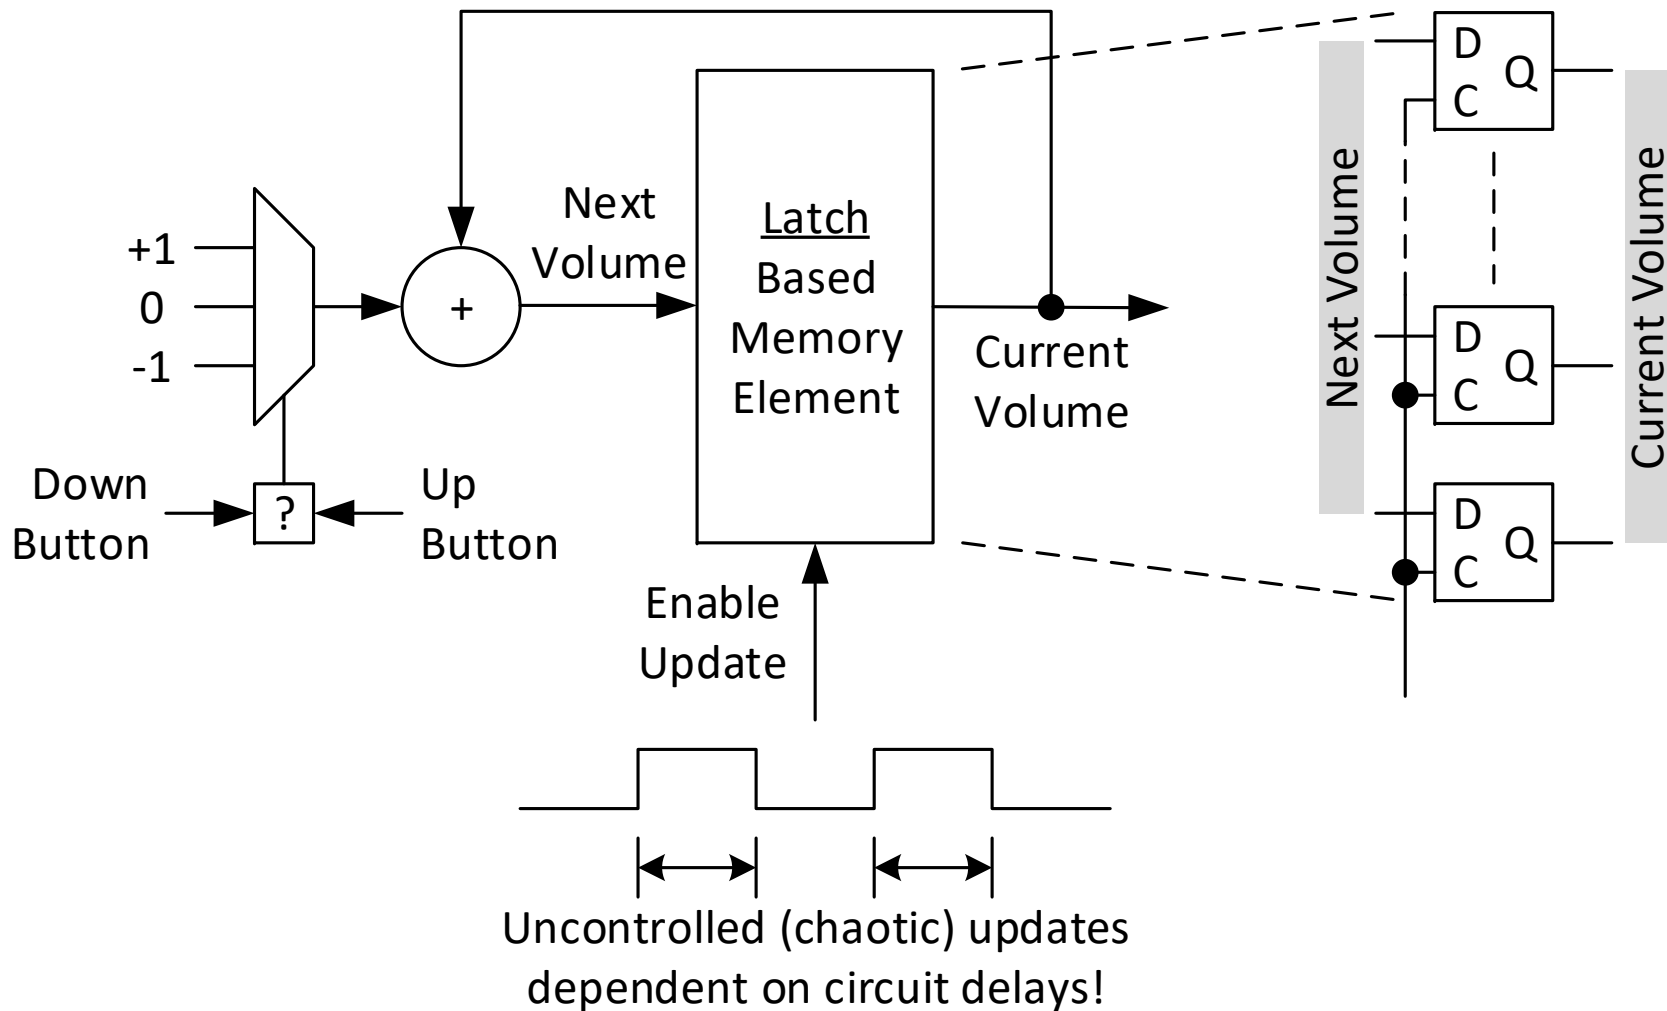 +1
0
-1
Down
Button
?
Up
Button
+
Next
Volume
Latch
Based
Memory
Element
Current
Volume
Enable
Update
Uncontrolled (chaotic) updates
dependent on circuit delays!
Next Volume
D
C
Q
D
C
Q
D
C
Q
Current Volume